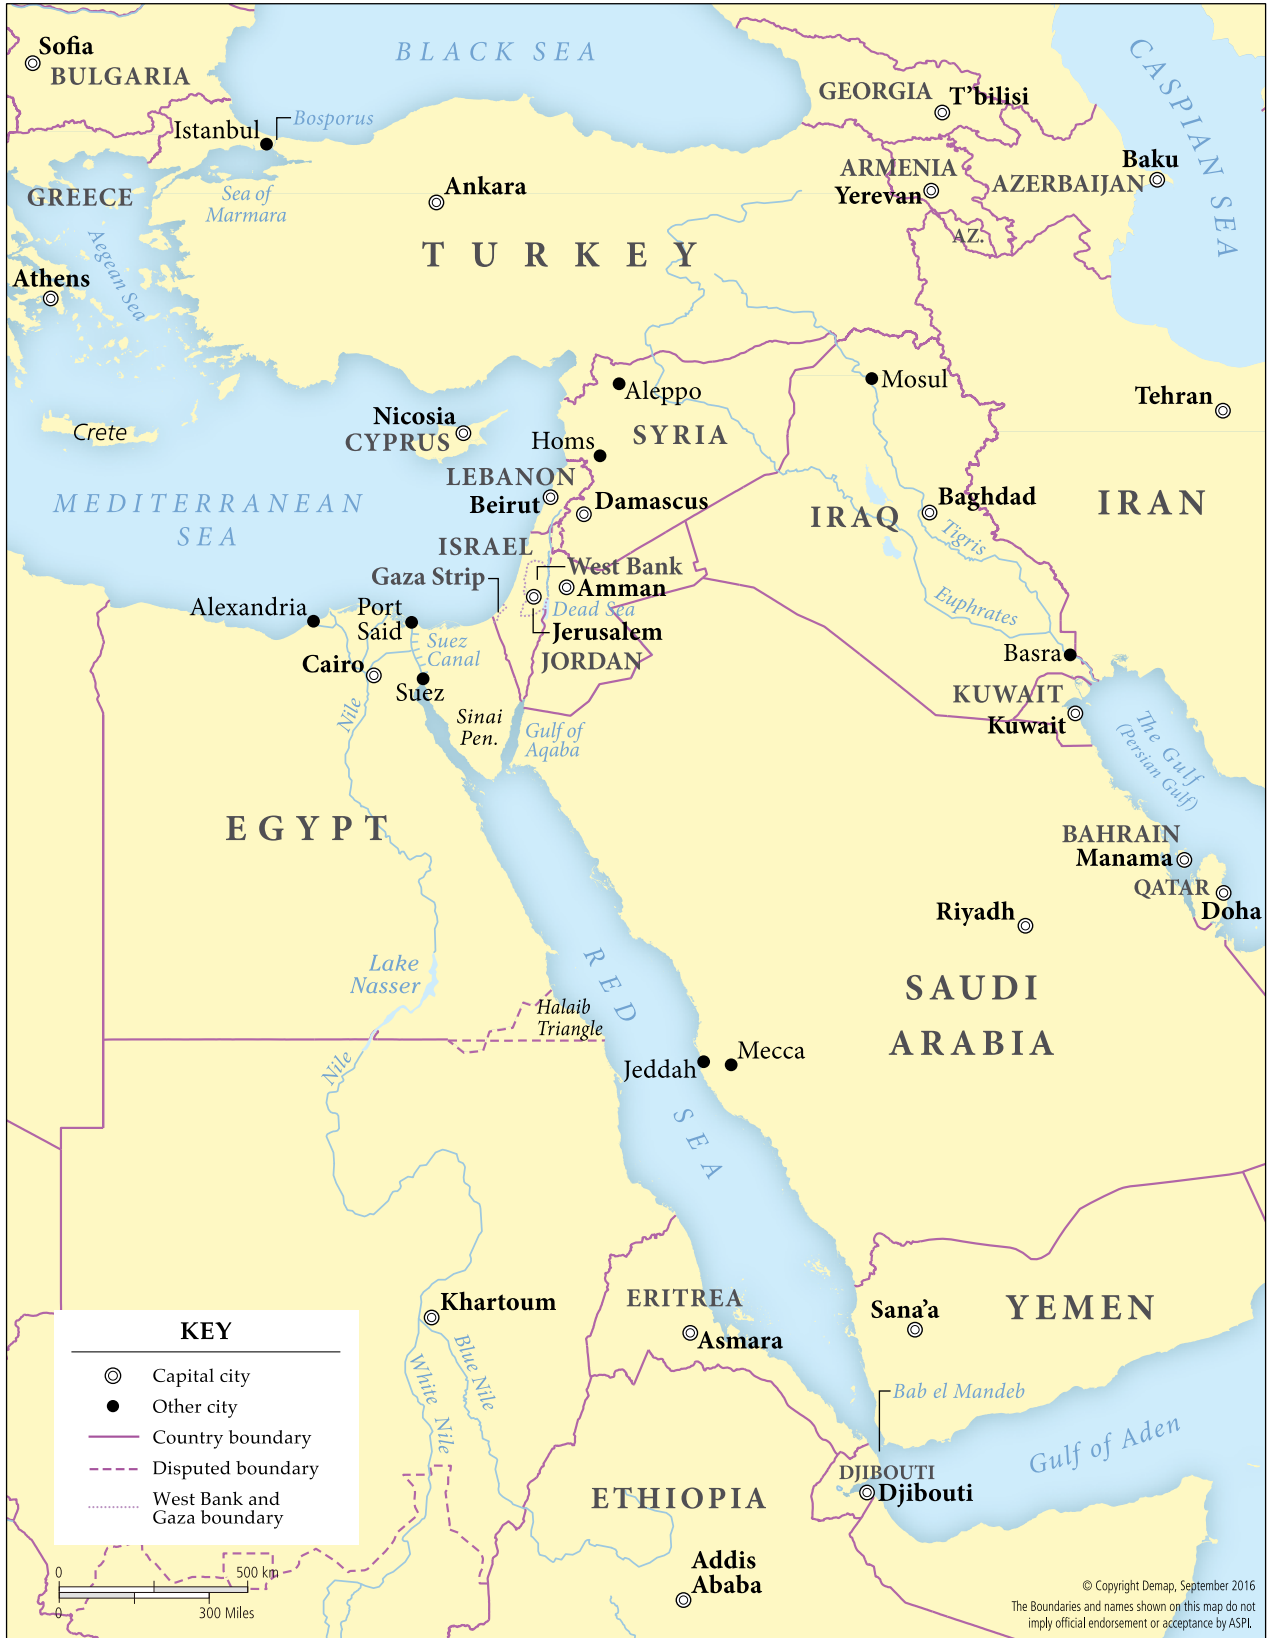 BLACK SEA
CASPIAN SEA
Sofia
BULGARIA
GEORGIA
T'bilisi
Bosporus
Istanbul
ARMENIA
Yerevan
Baku
AZERBAIJAN
AZ.
GREECE
Sea of
Marmara
Ankara
TURKEY
Aegean Sea
Athens
Mosul
Aleppo
Tehran
Nicosia
CYPRUS
Crete
Homs
SYRIA
LEBANON
Beirut
Damascus
MEDITERRANEAN
SEA
Baghdad
IRAQ
IRAN
Tigris
ISRAEL
West Bank
Gaza Strip
Amman
Dead Sea
Euphrates
Alexandria
Port
Said
Jerusalem
Suez
Canal
JORDAN
Basra
Cairo
Suez
KUWAIT
Kuwait
Nile
Sinai
Pen.
Gulf of
Aqaba
The Gulf
(Persian Gulf)
EGYPT
BAHRAIN
Manama
QATAR
Doha
Riyadh
Lake
Nasser
RED SEA
SAUDI
ARABIA
Halaib
Triangle
Nile
Jeddah
Mecca
Khartoum
ERITREA
Asmara
Sana'a
YEMEN
Blue Nile
White Nile
Bab el Mandeb
Gulf of Aden
DJIBOUTI
Djibouti
ETHIOPIA
Addis
Ababa
KEY
Capital city
Other city
Country boundary
Disputed boundary
West Bank and
Gaza boundary
0 500 km
0 300 Miles
© Copyright Demap, September 2016
The Boundaries and names shown on this map do not
imply official endorsement or acceptance by ASPI.